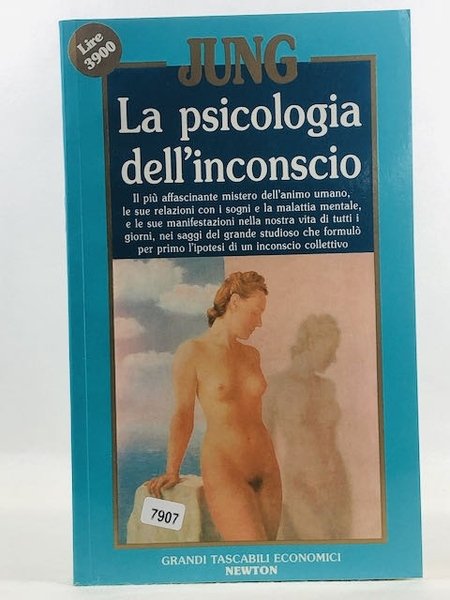 Lire
3900
JUNG
La psicologia
dell'inconscio
Il più affascinante mistero dell'animo umano,
le sue relazioni con i sogni e la malattia mentale,
e le sue manifestazioni nella nostra vita di tutti i
giorni, nei saggi del grande studioso che formulò
per primo l'ipotesi di un inconscio collettivo
7907
GRANDI TASCABILI ECONOMICI
NEWTON